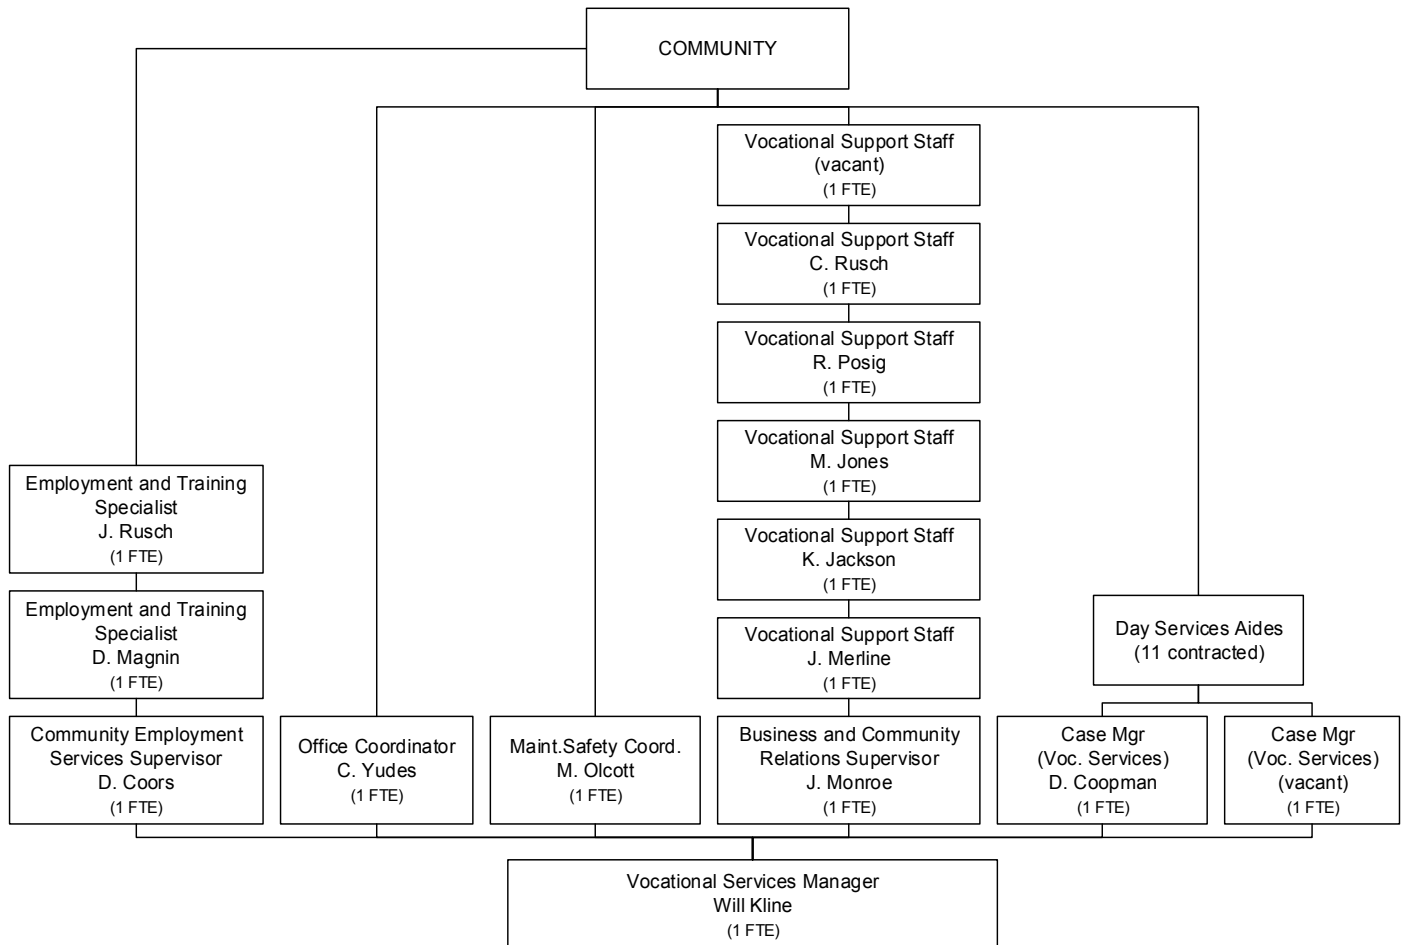 COMMUNITY
Vocational Support Staff
(vacant)
(1 FTE)
Vocational Support Staff
C. Rusch
(1 FTE)
Vocational Support Staff
R. Posig
(1 FTE)
Vocational Support Staff
M. Jones
(1 FTE)
Employment and Training
Specialist
J. Rusch
(1 FTE)
Vocational Support Staff
K. Jackson
(1 FTE)
Employment and Training
Specialist
D. Magnin
(1 FTE)
Vocational Support Staff
J. Merline
(1 FTE)
Day Services Aides
(11 contracted)
Community Employment
Services Supervisor
D. Coors
(1 FTE)
Office Coordinator
C. Yudes
(1 FTE)
Maint.Safety Coord.
M. Olcott
(1 FTE)
Business and Community
Relations Supervisor
J. Monroe
(1 FTE)
Case Mgr
(Voc. Services)
D. Coopman
(1 FTE)
Case Mgr
(Voc. Services)
(vacant)
(1 FTE)
Vocational Services Manager
Will Kline
(1 FTE)